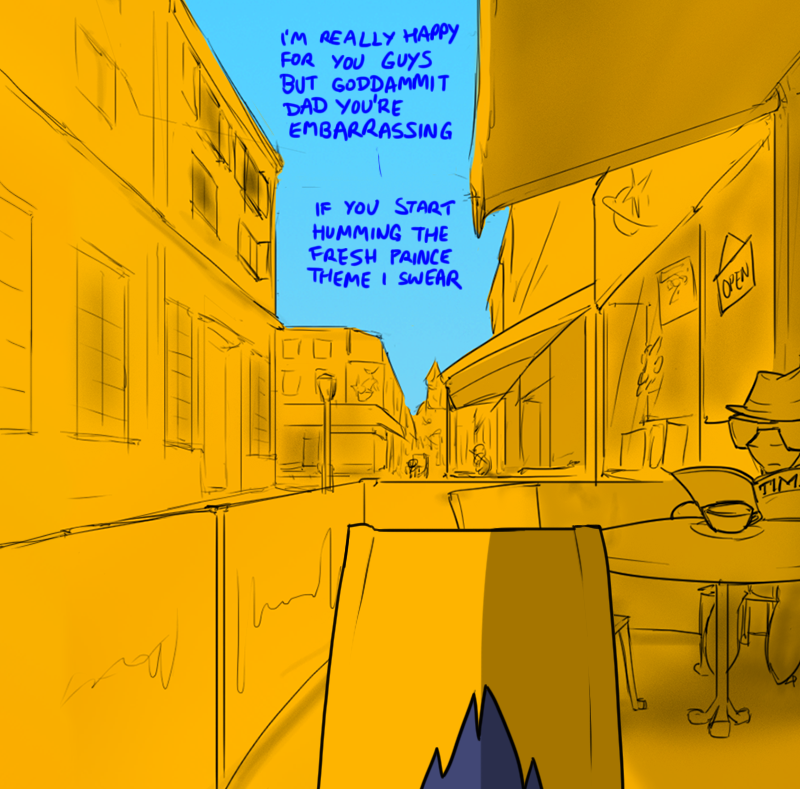 I'M REALLY HAPPY
FOR YOU GUYS
BUT GODDAMMIT
DAD YOU'RE
EMBARRASSING
IF YOU START
HUMMING THE
FRESH PRINCE
THEME I SWEAR
OPEN
TIM